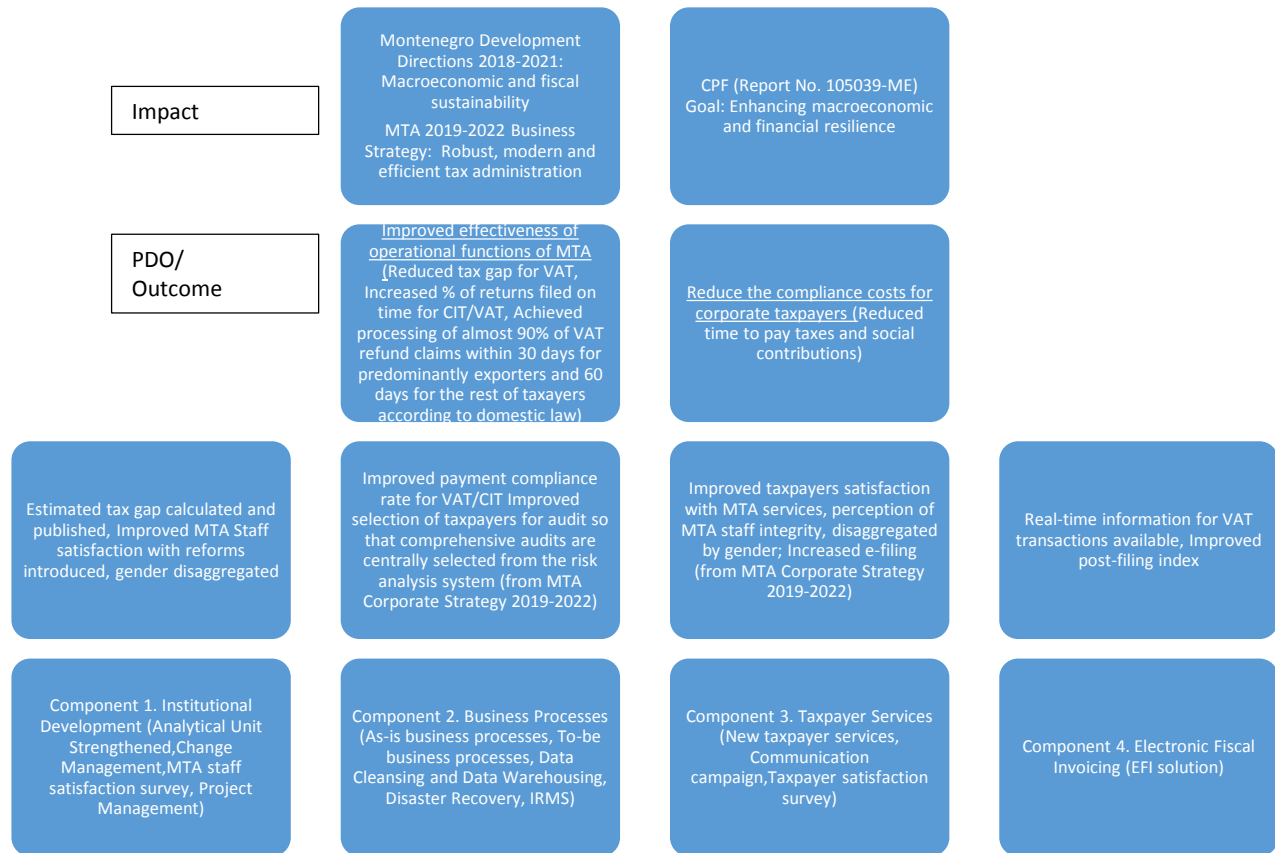 Impact
Montenegro Development
Directions 2018-2021:
Macroeconomic and fiscal
sustainability
MTA 2019-2022 Business
Strategy:  Robust, modern and
efficient tax administration
CPF (Report No. 105039-ME)
Goal: Enhancing macroeconomic
and financial resilience
PDO/
Outcome
Improved effectiveness of
operational functions of MTA
(Reduced tax gap for VAT,
Increased % of returns filed on
time for CIT/VAT, Achieved
processing of almost 90% of VAT
refund claims within 30 days for
predominantly exporters and 60
days for the rest of taxayers
according to domestic law)
Reduce the compliance costs for
corporate taxpayers (Reduced
time to pay taxes and social
contributions)
Estimated tax gap calculated and
published, Improved MTA Staff
satisfaction with reforms
introduced, gender disaggregated
Improved payment compliance
rate for VAT/CIT Improved
selection of taxpayers for audit so
that comprehensive audits are
centrally selected from the risk
analysis system (from MTA
Corporate Strategy 2019-2022)
Improved taxpayers satisfaction
with MTA services, perception of
MTA staff integrity, disaggregated
by gender; Increased e-filing
(from MTA Corporate Strategy
2019-2022)
Real-time information for VAT
transactions available, Improved
post-filing index
Component 1. Institutional
Development (Analytical Unit
Strengthened,Change
Management,MTA staff
satisfaction survey, Project
Management)
Component 2. Business Processes
(As-is business processes, To-be
business processes, Data
Cleansing and Data Warehousing,
Disaster Recovery, IRMS)
Component 3. Taxpayer Services
(New taxpayer services,
Communication
campaign,Taxpayer satisfaction
survey)
Component 4. Electronic Fiscal
Invoicing (EFI solution)